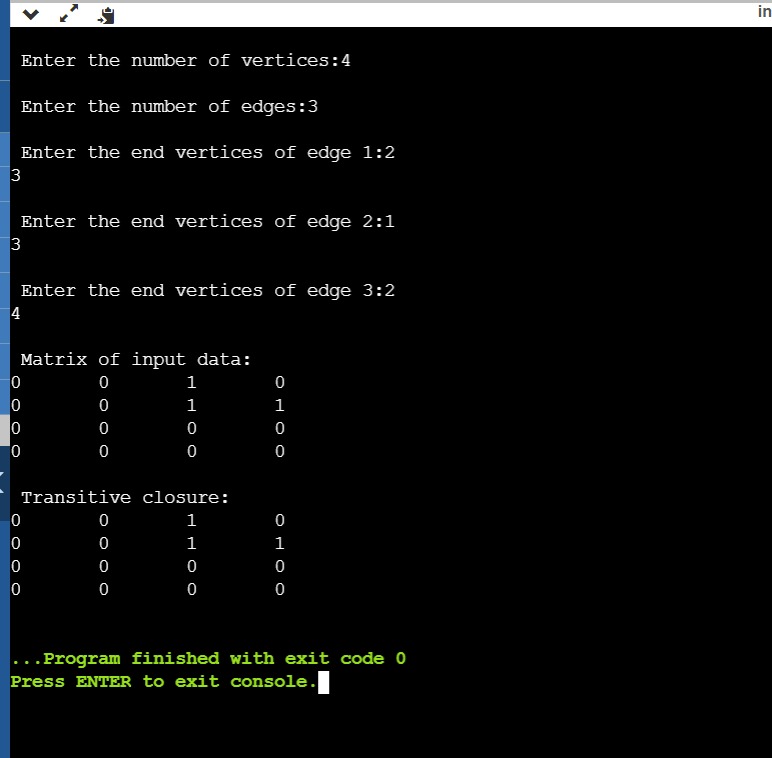 in
Enter the number of vertices:4
Enter the number of edges:3
Enter the end vertices of edge 1:2
3
Enter the end vertices of edge 2:1
3
Enter the end vertices of edge 3:2
4
Matrix of input data:
0 0 1 0
0 0 1 1
0 0 0 0
0 0 0 0
Transitive closure:
0 0 1 0
0 0 1 1
0 0 0 0
0 0 0 0
...Program finished with exit code 0
Press ENTER to exit console.